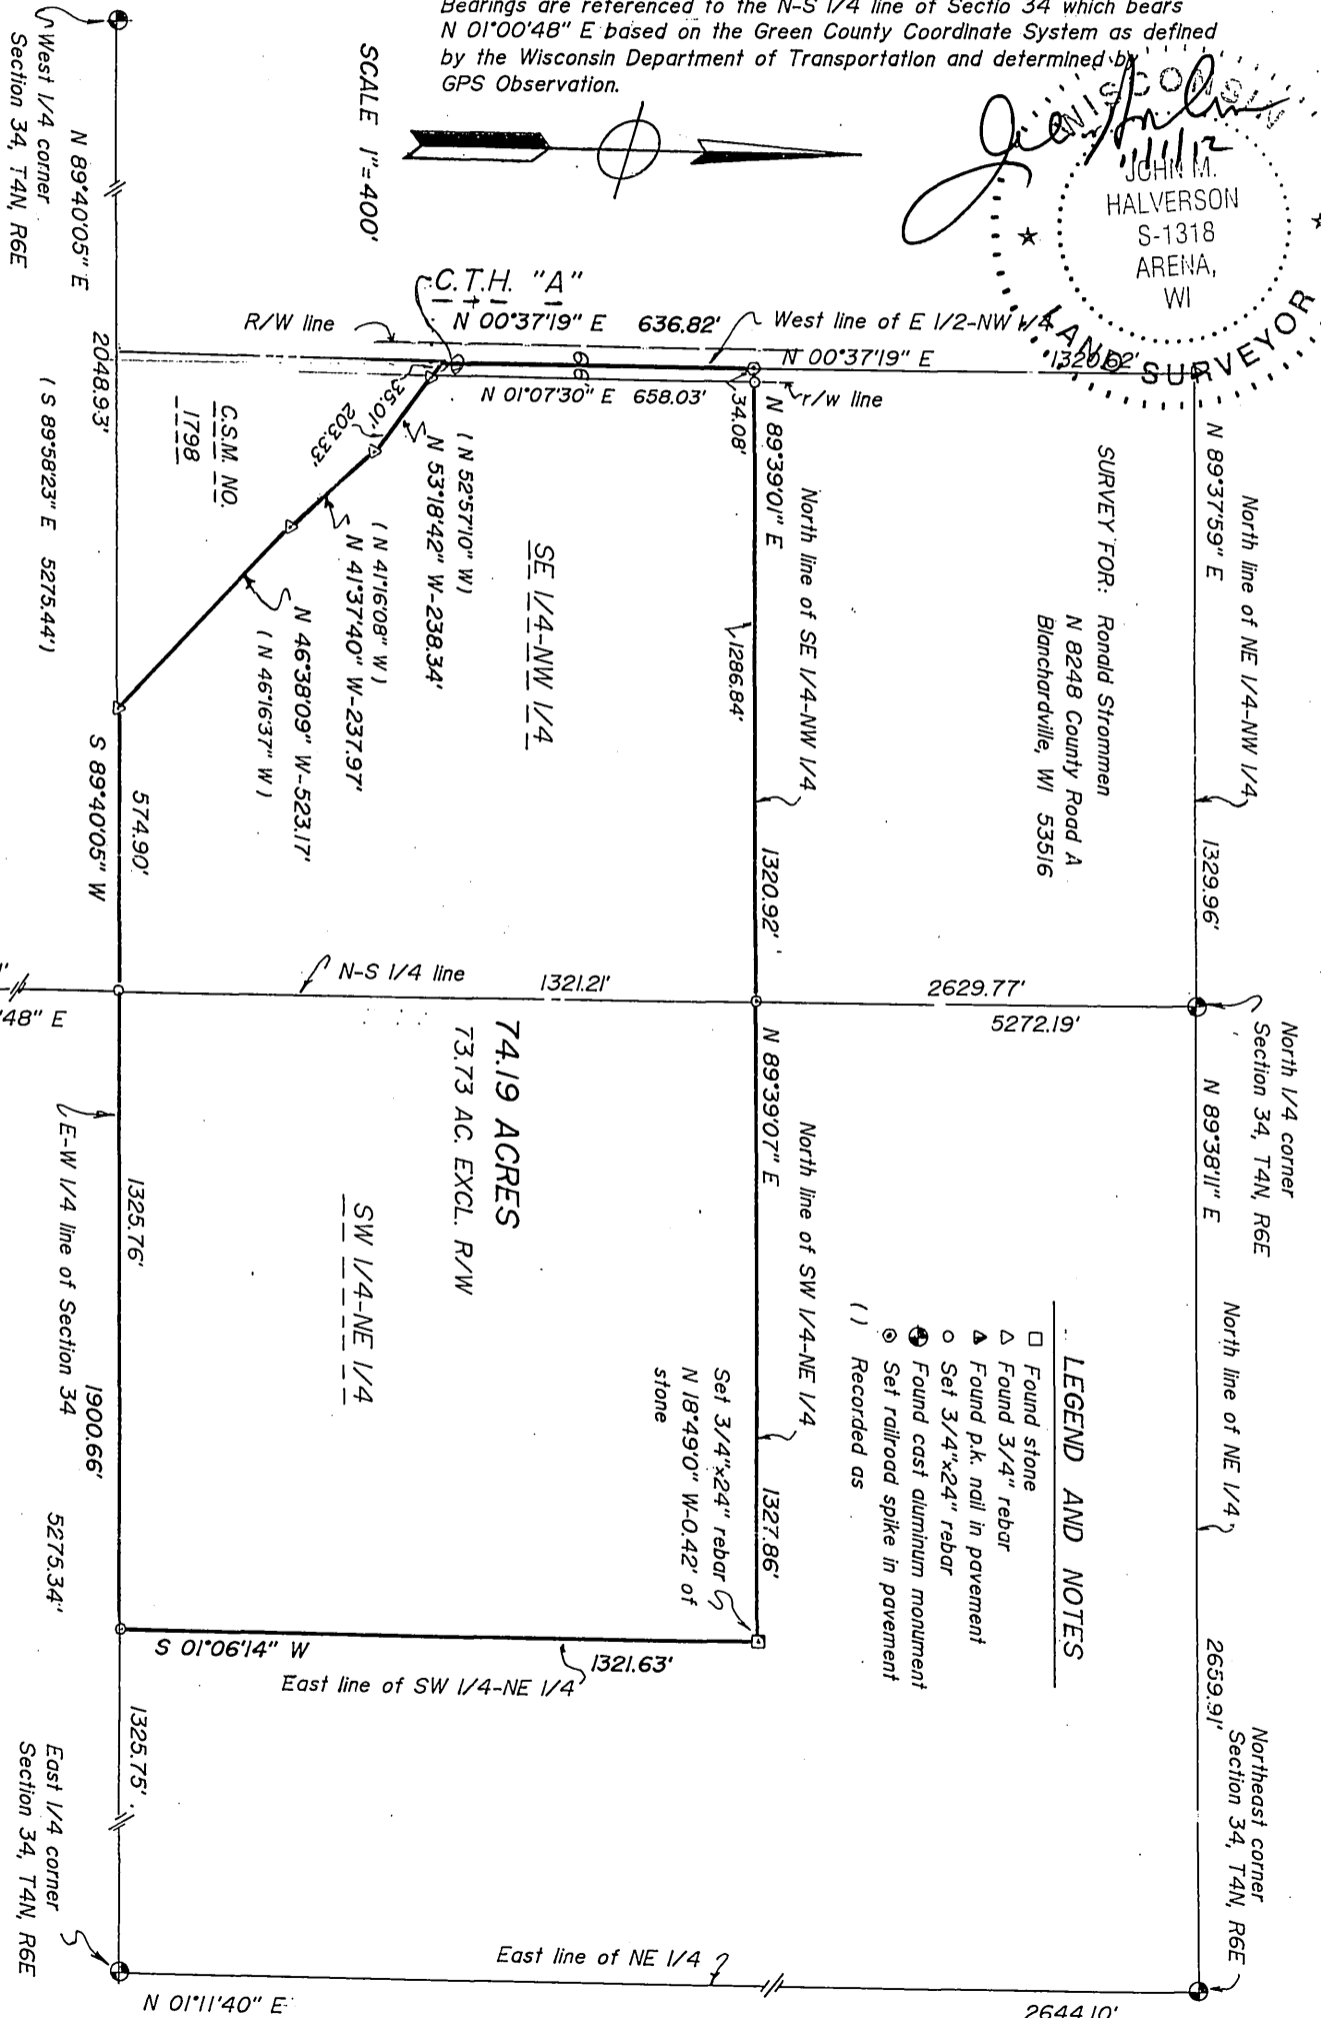 Bearings are referenced to the N-S 1/4 line of Sectio 34 which bears
N 01°00'48" E based on the Green County Coordinate System as defined
by the Wisconsin Department of Transportation and determined by
GPS Observation.
SCALE 1"=400'
WISCONSIN
JOHN M.
HALVERSON
S-1318
ARENA,
WI
LAND SURVEYOR
West 1/4 corner
Section 34, T4N, R6E
N 89°40'05" E
2048.93'
( S 89°58'23" E 5275.44')
C.T.H. "A"
R/W line
N 00°37'19" E 636.82'
West line of E 1/2-NW 1/4
N 00°37'19" E
1320.62'
66'
N 01°07'30" E 658.03'
34.08'
r/w line
35.01'
203.33'
C.S.M. NO.
1798
( N 52°57'10" W)
N 53°18'42" W-238.34'
( N 41°16'08" W )
N 41°37'40" W-237.97'
N 46°38'09" W-523.17'
( N 46°16'37" W )
SE 1/4-NW 1/4
N 89°39'01" E
North line of SE 1/4-NW 1/4
1286.84'
1320.92'
SURVEY FOR: Ronald Strommen
N 8248 County Road A
Blanchardville, WI 53516
N 89°37'59" E
North line of NE 1/4-NW 1/4
1329.96'
574.90'
S 89°40'05" W
N-S 1/4 line
1321.21'
2629.77'
5272.19'
'48" E
North 1/4 corner
Section 34, T4N, R6E
N 89°38'11" E
North line of NE 1/4
2659.91'
74.19 ACRES
73.73 AC. EXCL. R/W
SW 1/4-NE 1/4
N 89°39'07" E
North line of SW 1/4-NE 1/4
1327.86'
Set 3/4"x24" rebar
N 18°49'0" W-0.42' of
stone
LEGEND AND NOTES
□ Found stone
△ Found 3/4" rebar
▲ Found p.k. nail in pavement
○ Set 3/4"x24" rebar
Found cast aluminum monument
⊙ Set railroad spike in pavement
( ) Recorded as
E-W 1/4 line of Section 34
1325.76'
1900.66'
5275.34'
S 01°06'14" W
1321.63'
East line of SW 1/4-NE 1/4
1325.75'
East 1/4 corner
Section 34, T4N, R6E
Northeast corner
Section 34, T4N, R6E
East line of NE 1/4
N 01°11'40" E
2644.10'